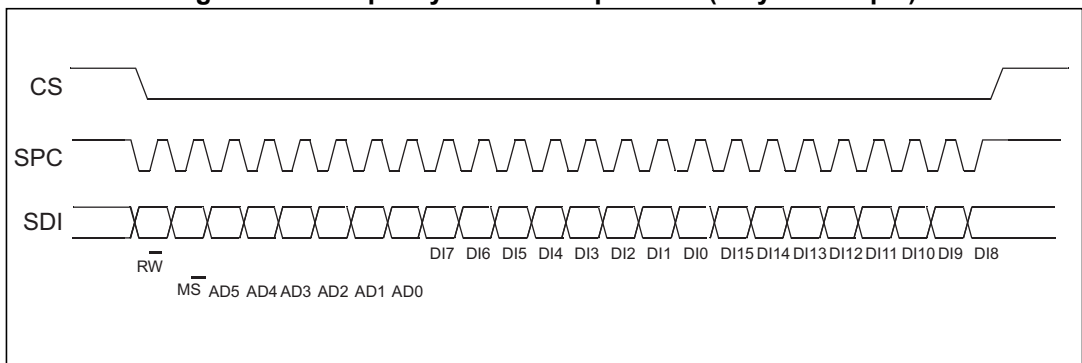 CS
SPC
SDI
DI7 DI6 DI5 DI4 DI3 DI2 DI1 DI0 DI15 DI14 DI13 DI12 DI11 DI10 DI9 DI8
RW̅
MS̅ AD5 AD4 AD3 AD2 AD1 AD0